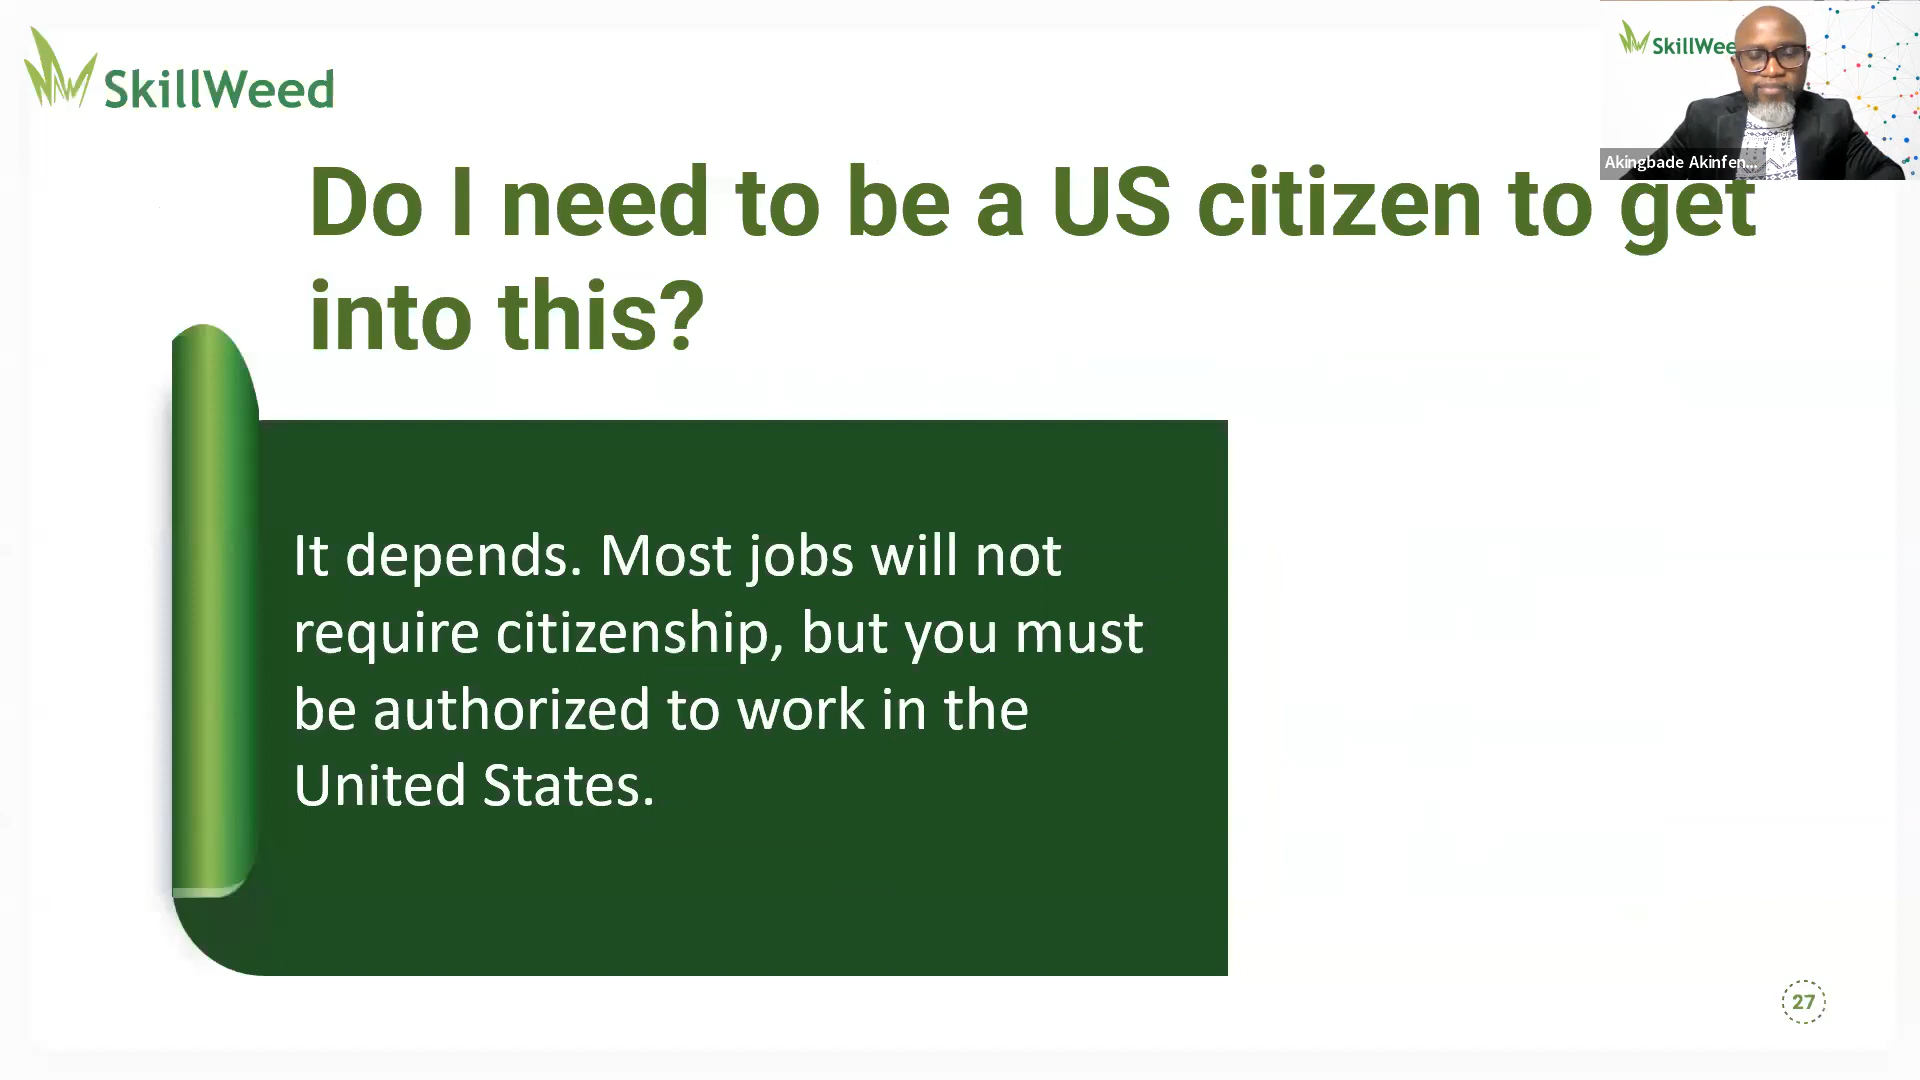 SkillWeed
SkillWee
Akingbade Akinfen...
Do I need to be a US citizen to get
into this?
It depends. Most jobs will not
require citizenship, but you must
be authorized to work in the
United States.
27